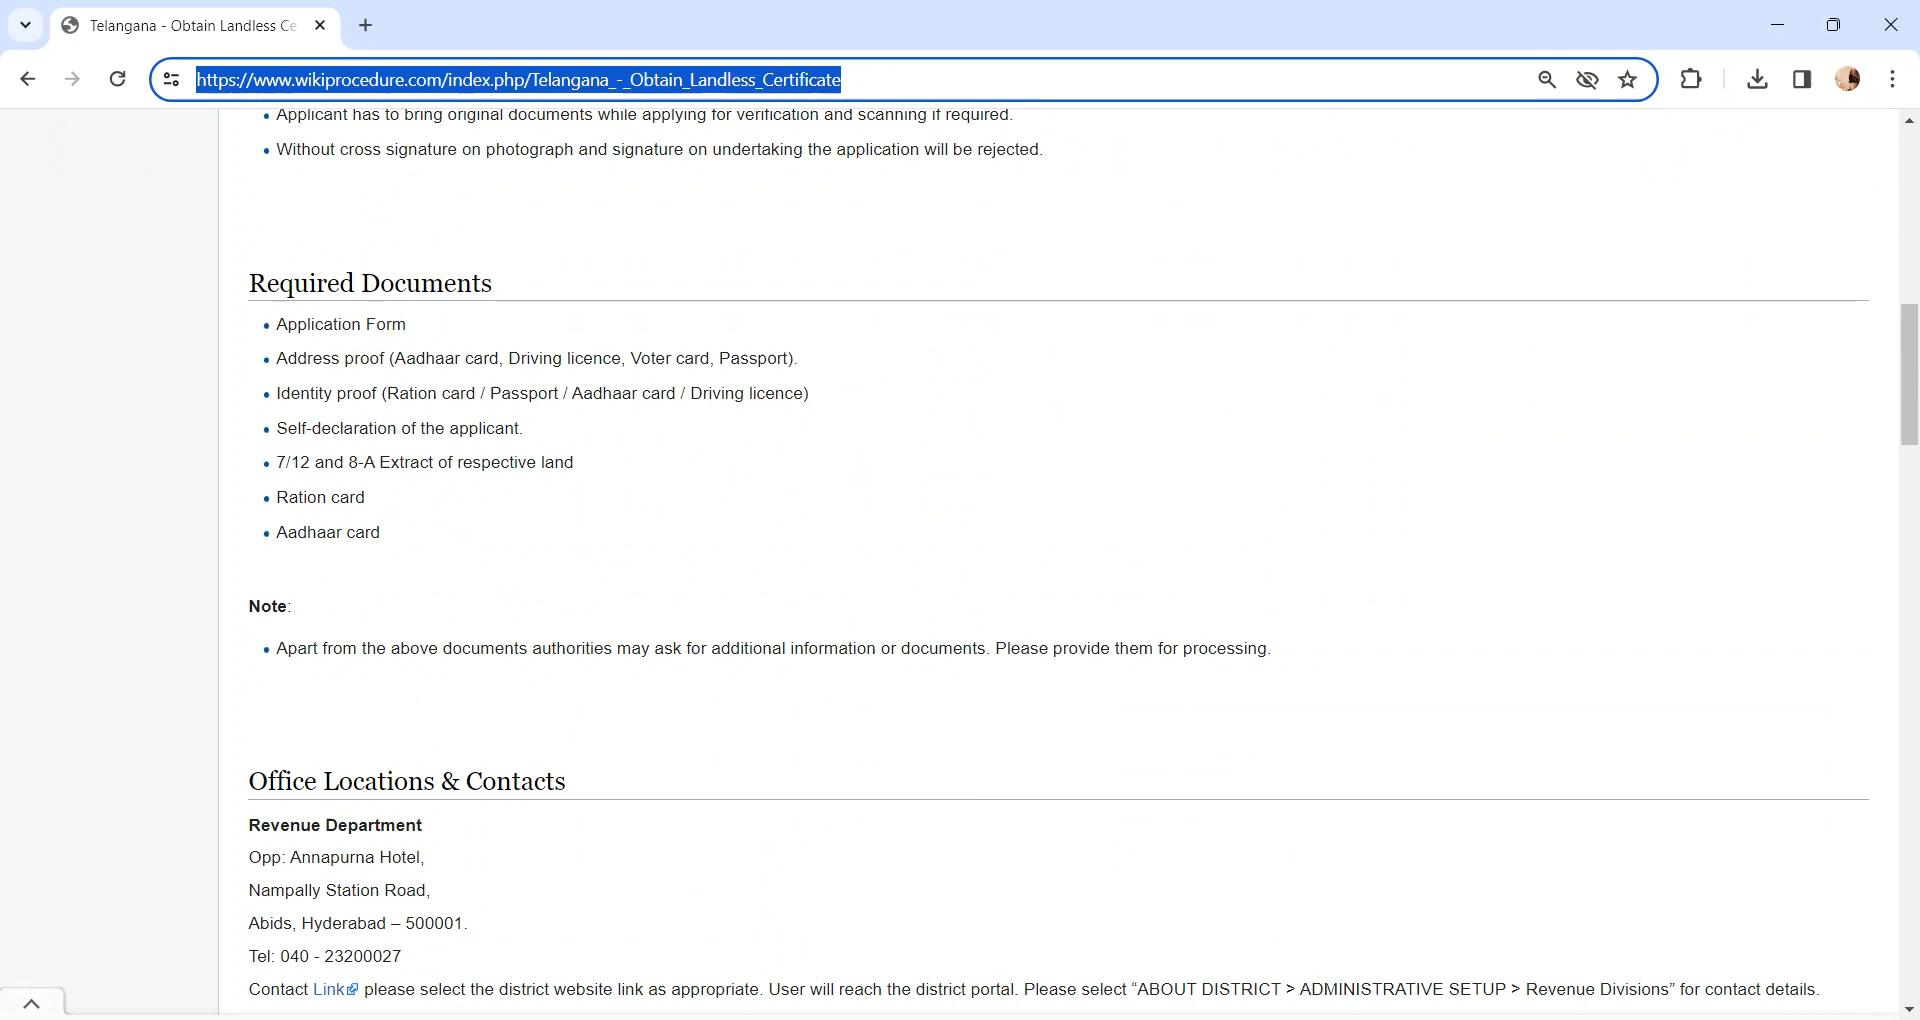 Telangana - Obtain Landless Ce
https://www.wikiprocedure.com/index.php/Telangana_-_Obtain_Landless_Certificate
Applicant has to bring original documents while applying for verification and scanning if required.
Without cross signature on photograph and signature on undertaking the application will be rejected.
Required Documents
Application Form
Address proof (Aadhaar card, Driving licence, Voter card, Passport).
Identity proof (Ration card / Passport / Aadhaar card / Driving licence)
Self-declaration of the applicant.
7/12 and 8-A Extract of respective land
Ration card
Aadhaar card
Note:
Apart from the above documents authorities may ask for additional information or documents. Please provide them for processing.
Office Locations & Contacts
Revenue Department
Opp: Annapurna Hotel,
Nampally Station Road,
Abids, Hyderabad – 500001.
Tel: 040 - 23200027
Contact Link please select the district website link as appropriate. User will reach the district portal. Please select “ABOUT DISTRICT > ADMINISTRATIVE SETUP > Revenue Divisions” for contact details.